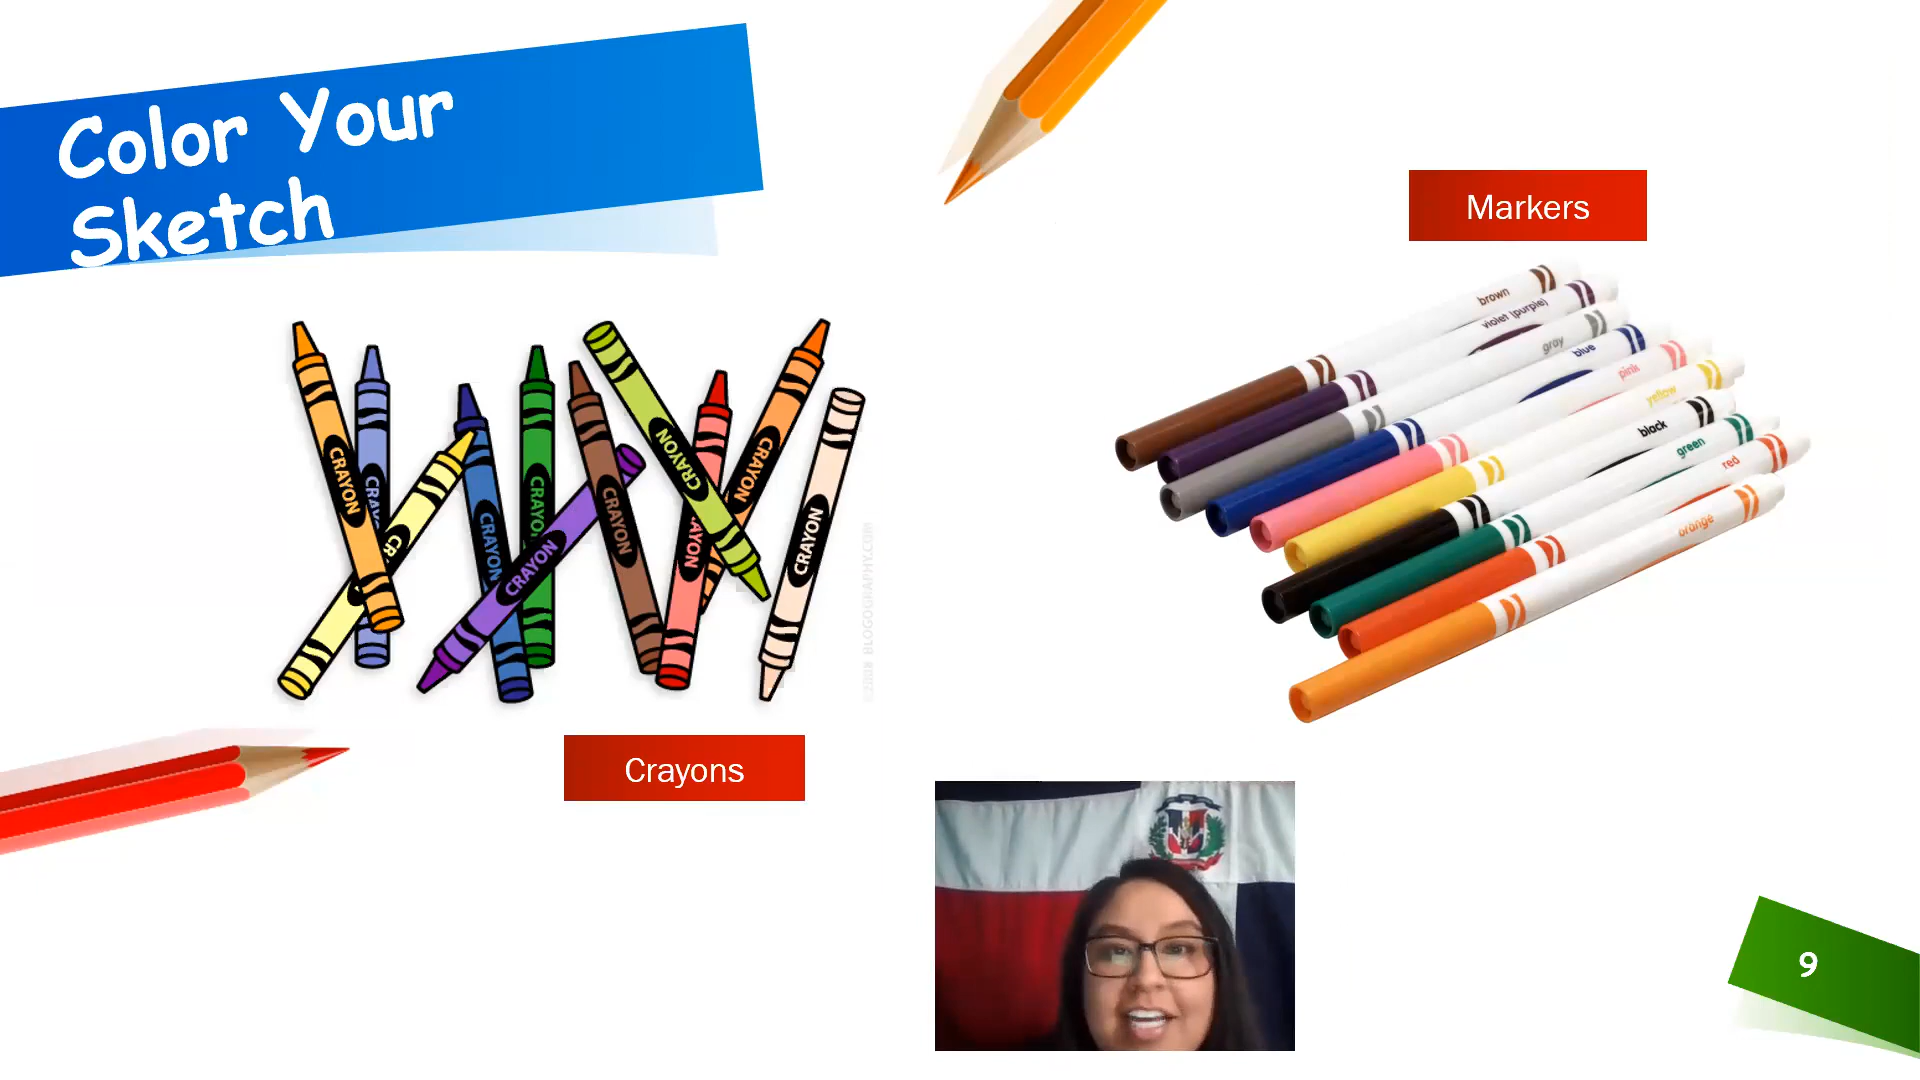 Color Your
Sketch
Markers
brown
violet (purple)
gray
blue
pink
yellow
black
green
red
orange
CRAYON
CRAYON
CRAYON
CRAYON
CRAYON
CRAYON
CRAYON
CRAYON
Crayons
9